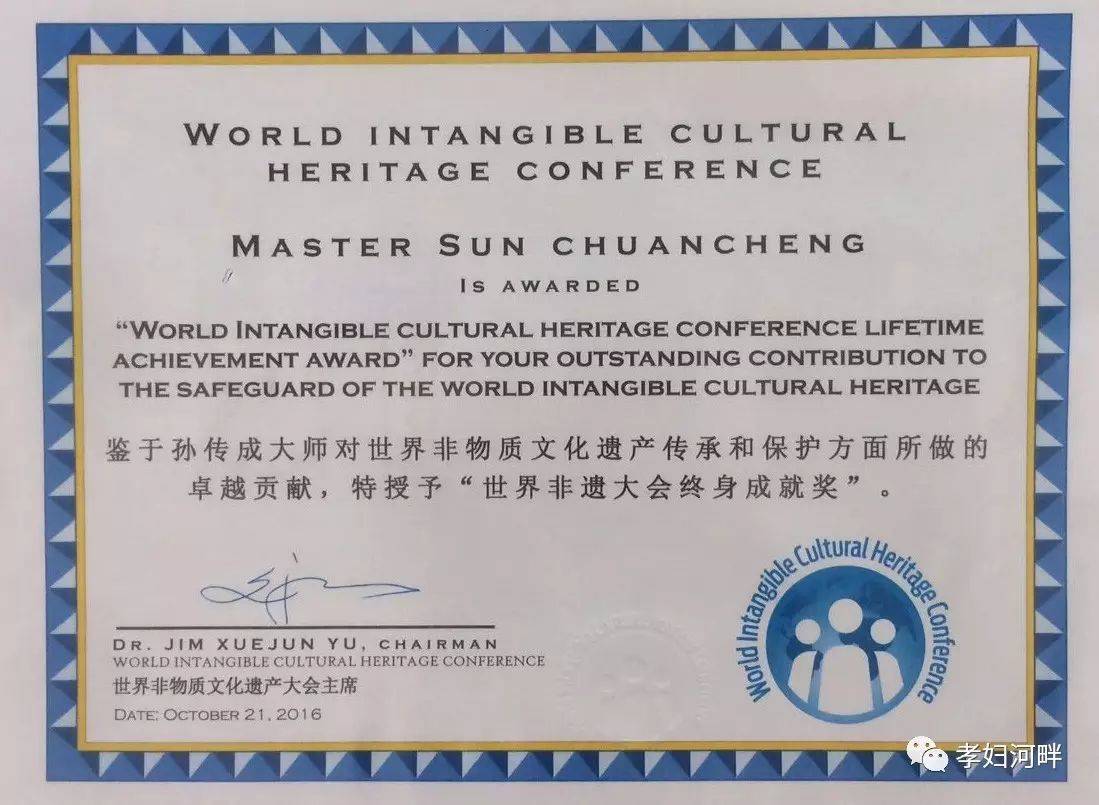 WORLD INTANGIBLE CULTURAL
HERITAGE CONFERENCE
MASTER SUN CHUANCHENG
IS AWARDED
“WORLD INTANGIBLE CULTURAL HERITAGE CONFERENCE LIFETIME
ACHIEVEMENT AWARD” FOR YOUR OUTSTANDING CONTRIBUTION TO
THE SAFEGUARD OF THE WORLD INTANGIBLE CULTURAL HERITAGE
鉴于孙传成大师对世界非物质文化遗产传承和保护方面所做的
卓越贡献，特授予“世界非遗大会终身成就奖”。
DR. JIM XUEJUN YU, CHAIRMAN
WORLD INTANGIBLE CULTURAL HERITAGE CONFERENCE
世界非物质文化遗产大会主席
DATE: OCTOBER 21, 2016
World Intangible Cultural Heritage Conference
孝妇河畔